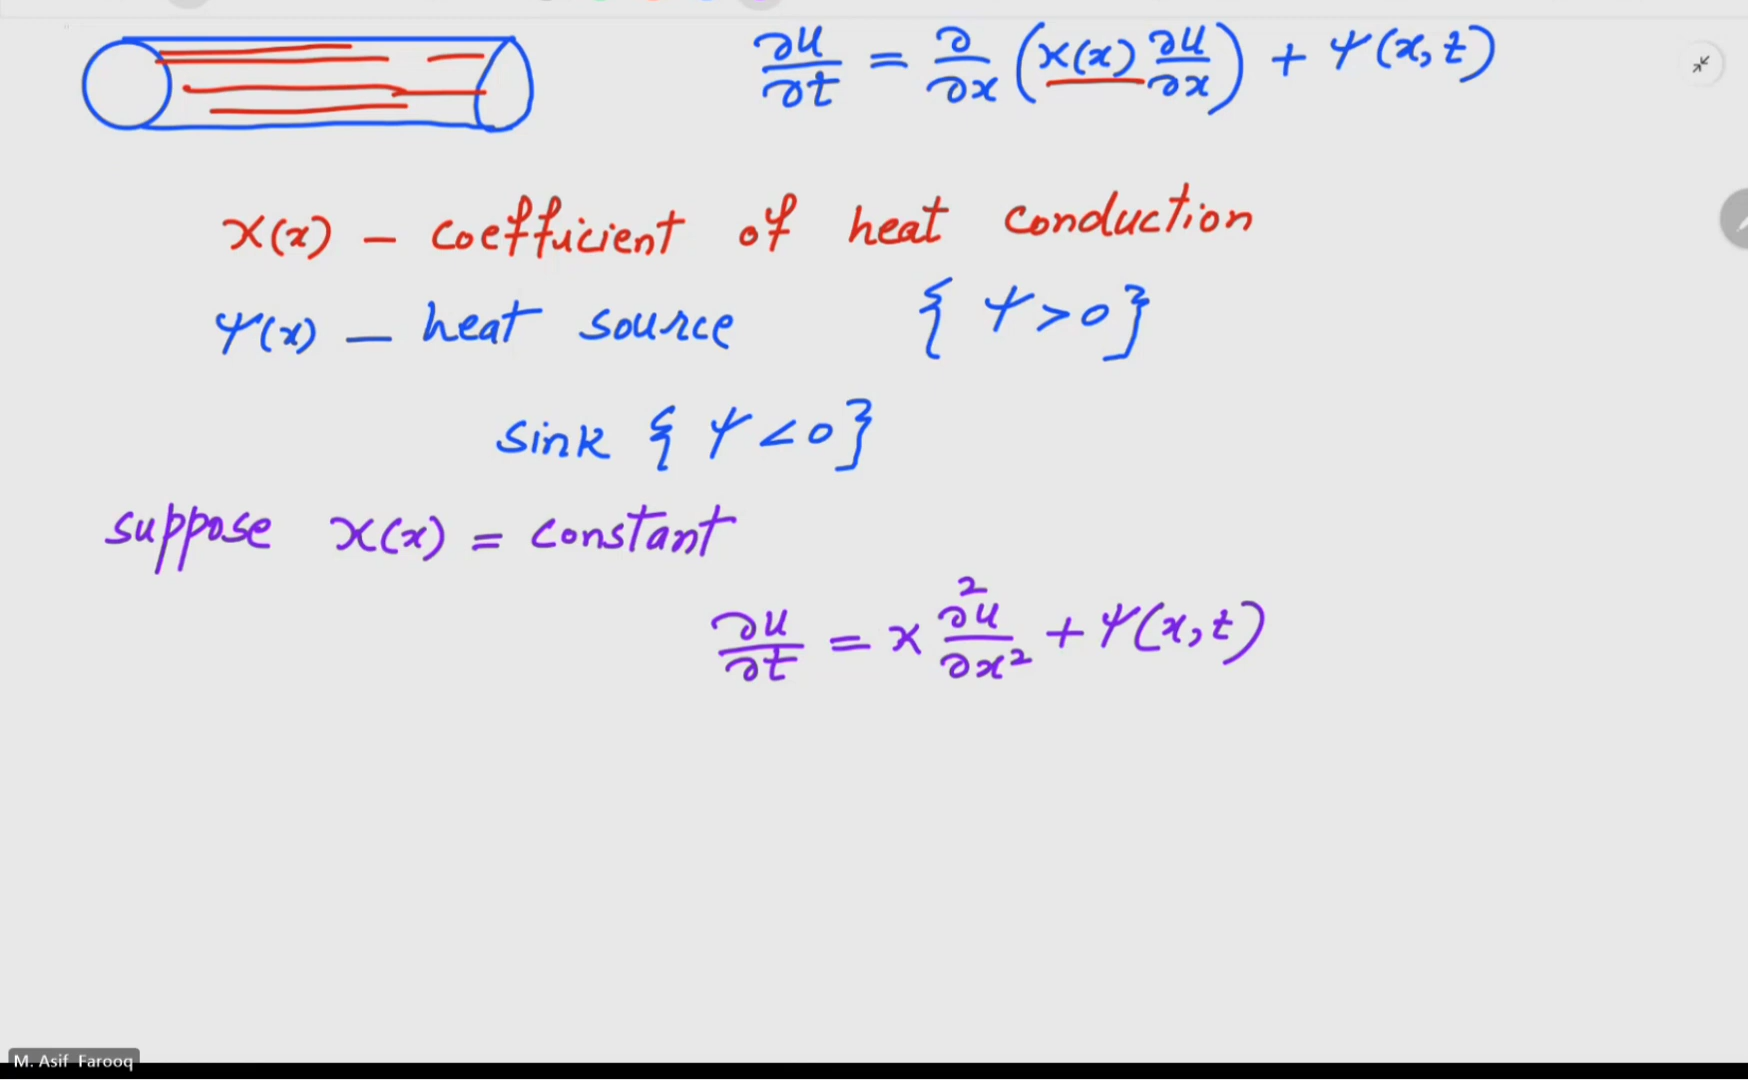 ∂u/∂t = ∂/∂x (χ(x) ∂u/∂x) + Ψ(x,t)
χ(x) – coefficient of heat conduction
Ψ(x) – heat source { Ψ > 0 }
sink { Ψ < 0 }
suppose χ(x) = constant
∂u/∂t = χ ∂²u/∂x² + Ψ(x,t)
M. Asif Farooq